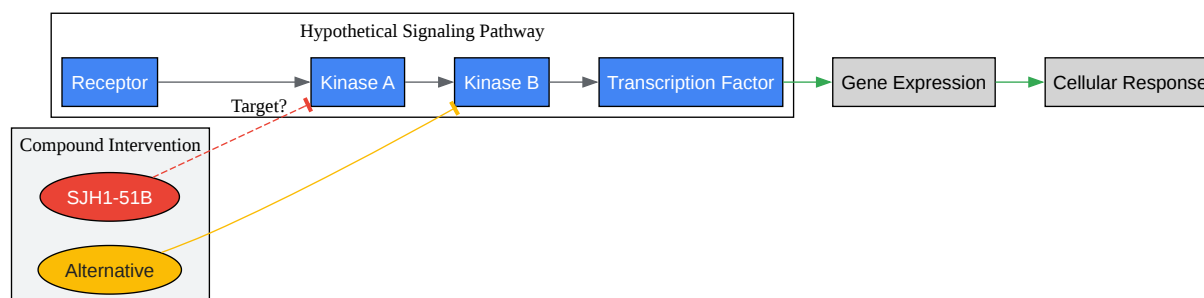 Hypothetical Signaling Pathway
Receptor
Kinase A
Kinase B
Transcription Factor
Gene Expression
Cellular Response
Target?
Compound Intervention
SJH1-51B
Alternative